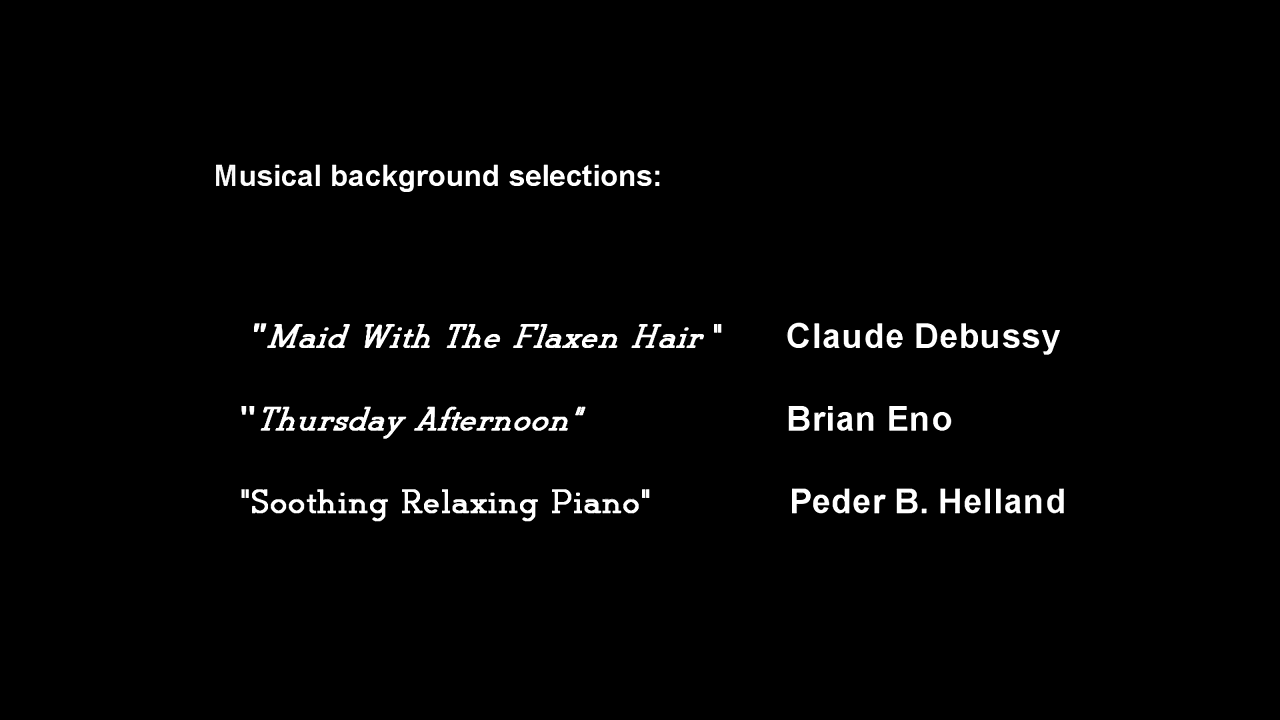 Musical background selections:
"Maid With The Flaxen Hair " Claude Debussy
"Thursday Afternoon" Brian Eno
"Soothing Relaxing Piano" Peder B. Helland